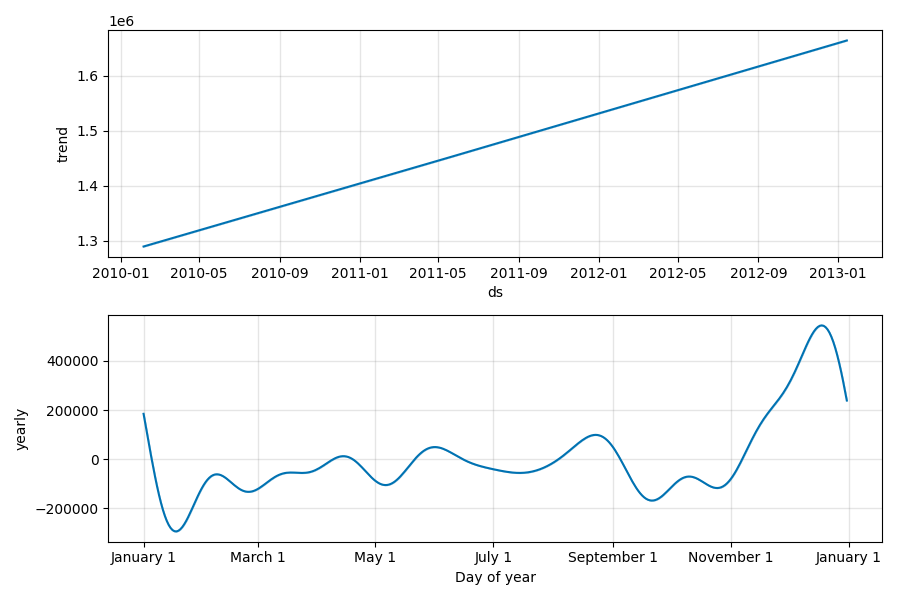 1e6
1.6
1.5
1.4
1.3
trend
2010-01 2010-05 2010-09 2011-01 2011-05 2011-09 2012-01 2012-05 2012-09 2013-01
ds
400000
200000
0
−200000
yearly
January 1 March 1 May 1 July 1 September 1 November 1 January 1
Day of year